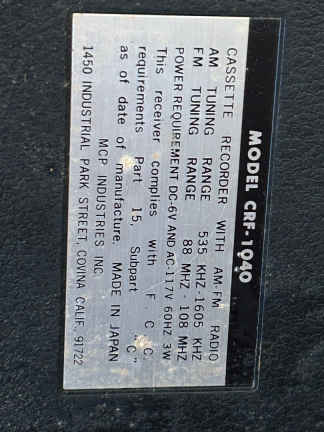 MODEL CRF-1040
CASSETTE RECORDER WITH AM-FM RADIO
AM TUNING RANGE 535 KHZ-1605 KHZ
FM TUNING RANGE 88 MHZ - 108 MHZ
POWER REQUIREMENT DC-6V AND AC-117V 60HZ 3W
This receiver complies with F. C. C.
requirements Part 15, Subpart "C"
as of date of manufacture. MADE IN JAPAN
MCP INDUSTRIES INC.
1450 INDUSTRIAL PARK STREET, COVINA CALIF., 91722